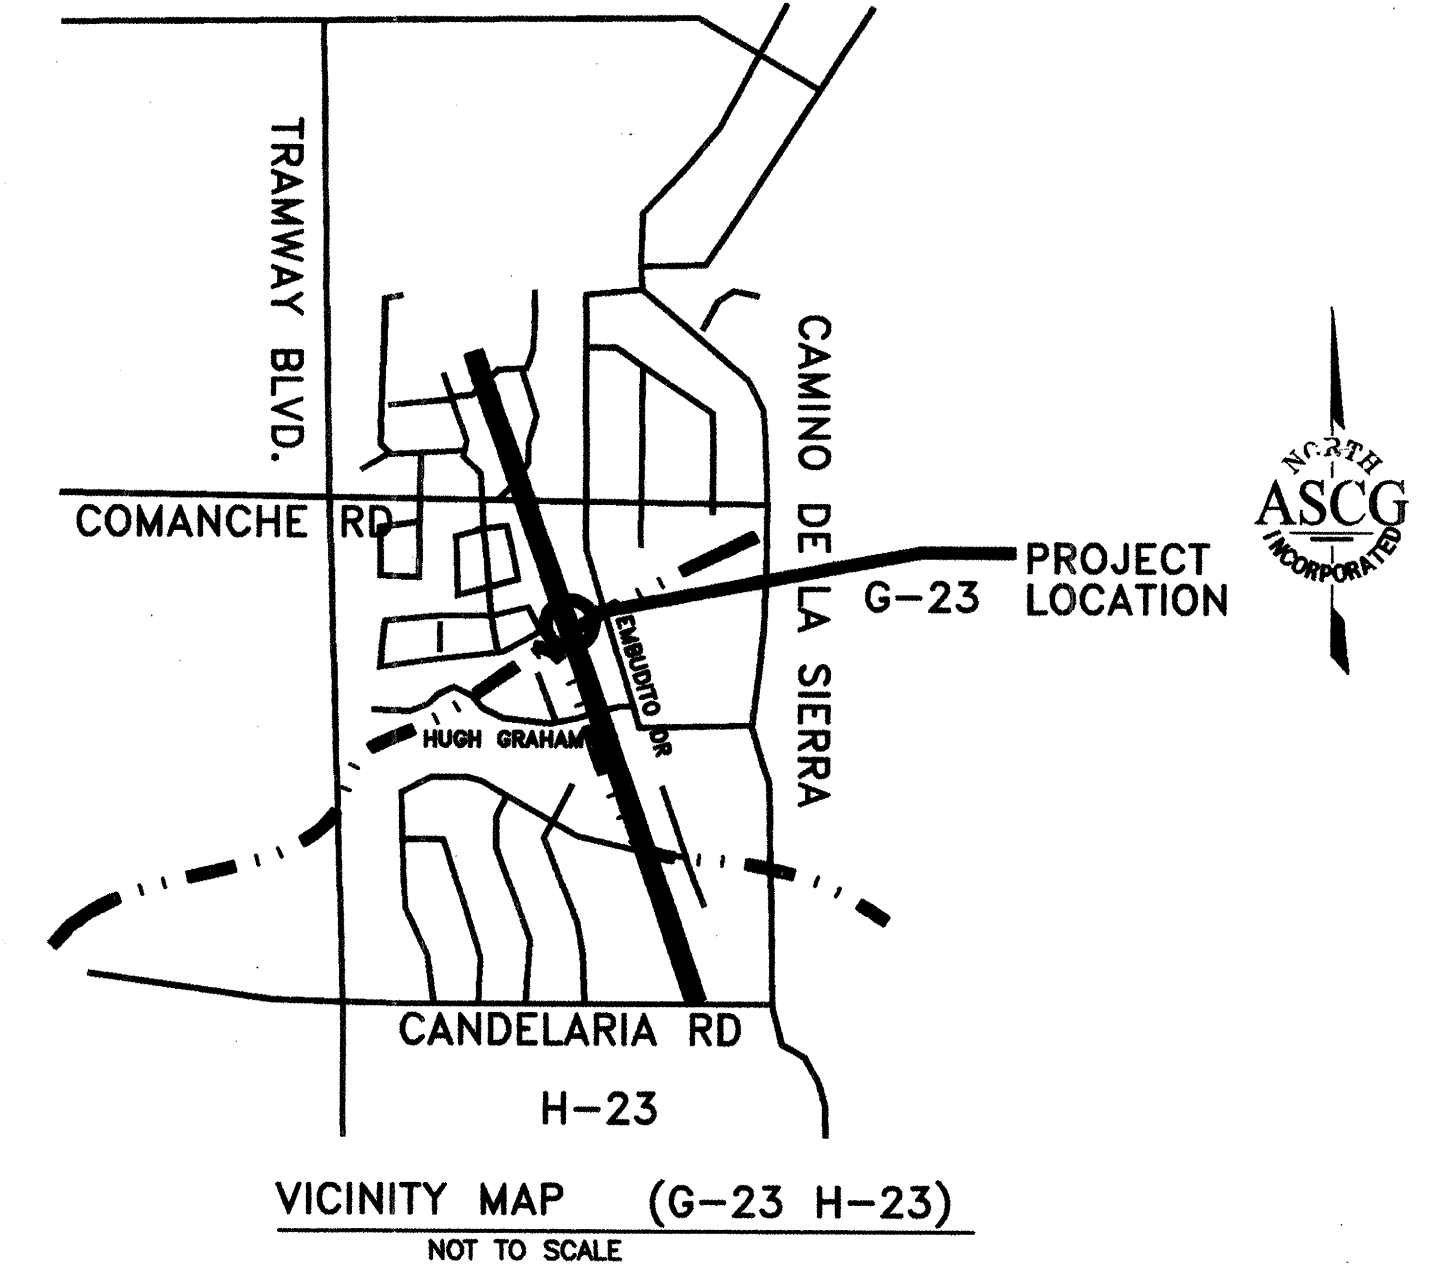 TRAMWAY BLVD.
CAMINO DE LA SIERRA
COMANCHE RD
NORTH
ASCG
INCORPORATED
PROJECT
LOCATION
G-23
EMBUDITO DR
HUGH GRAHAM
CANDELARIA RD
H-23
VICINITY MAP (G-23 H-23)
NOT TO SCALE